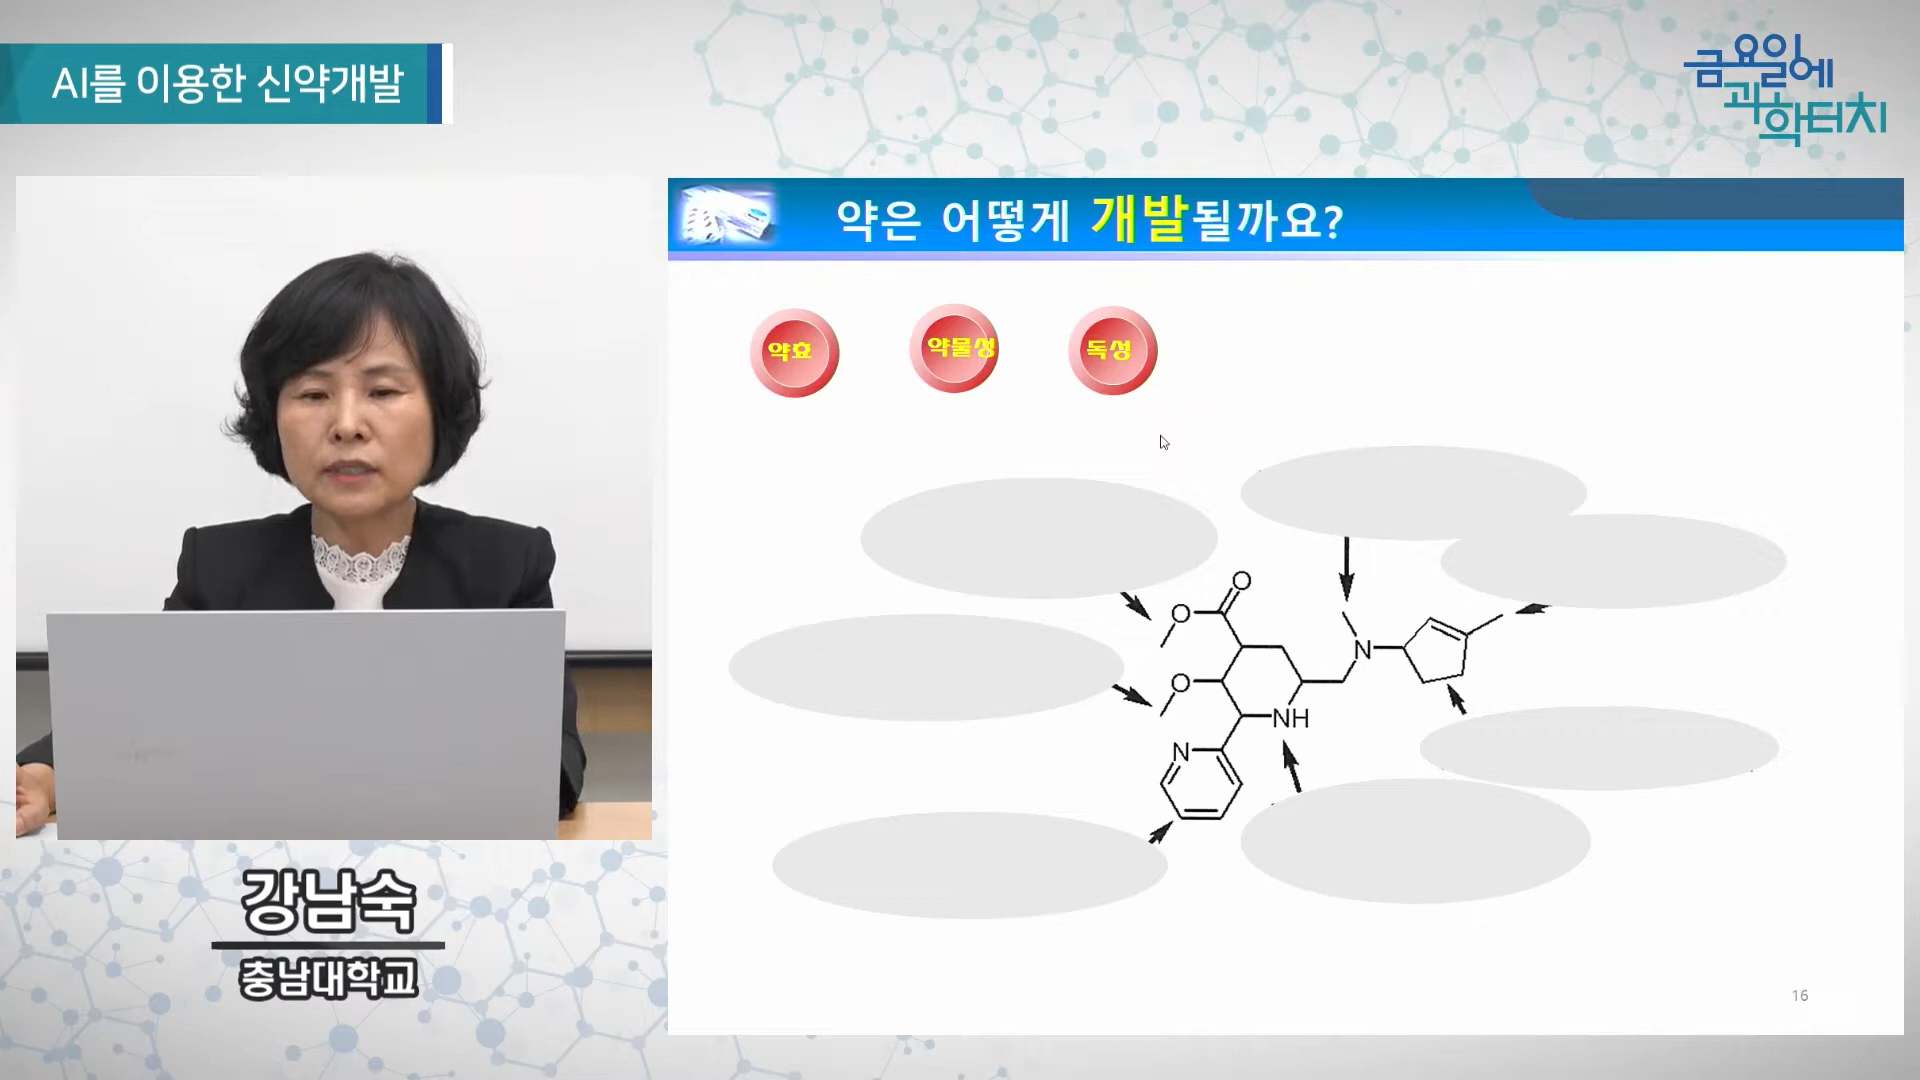 AI를 이용한 신약개발
금요일에
과학터치
약은 어떻게 개발될까요?
약효
약물성
독성
O
O
N
O
NH
N
강남숙
충남대학교
16